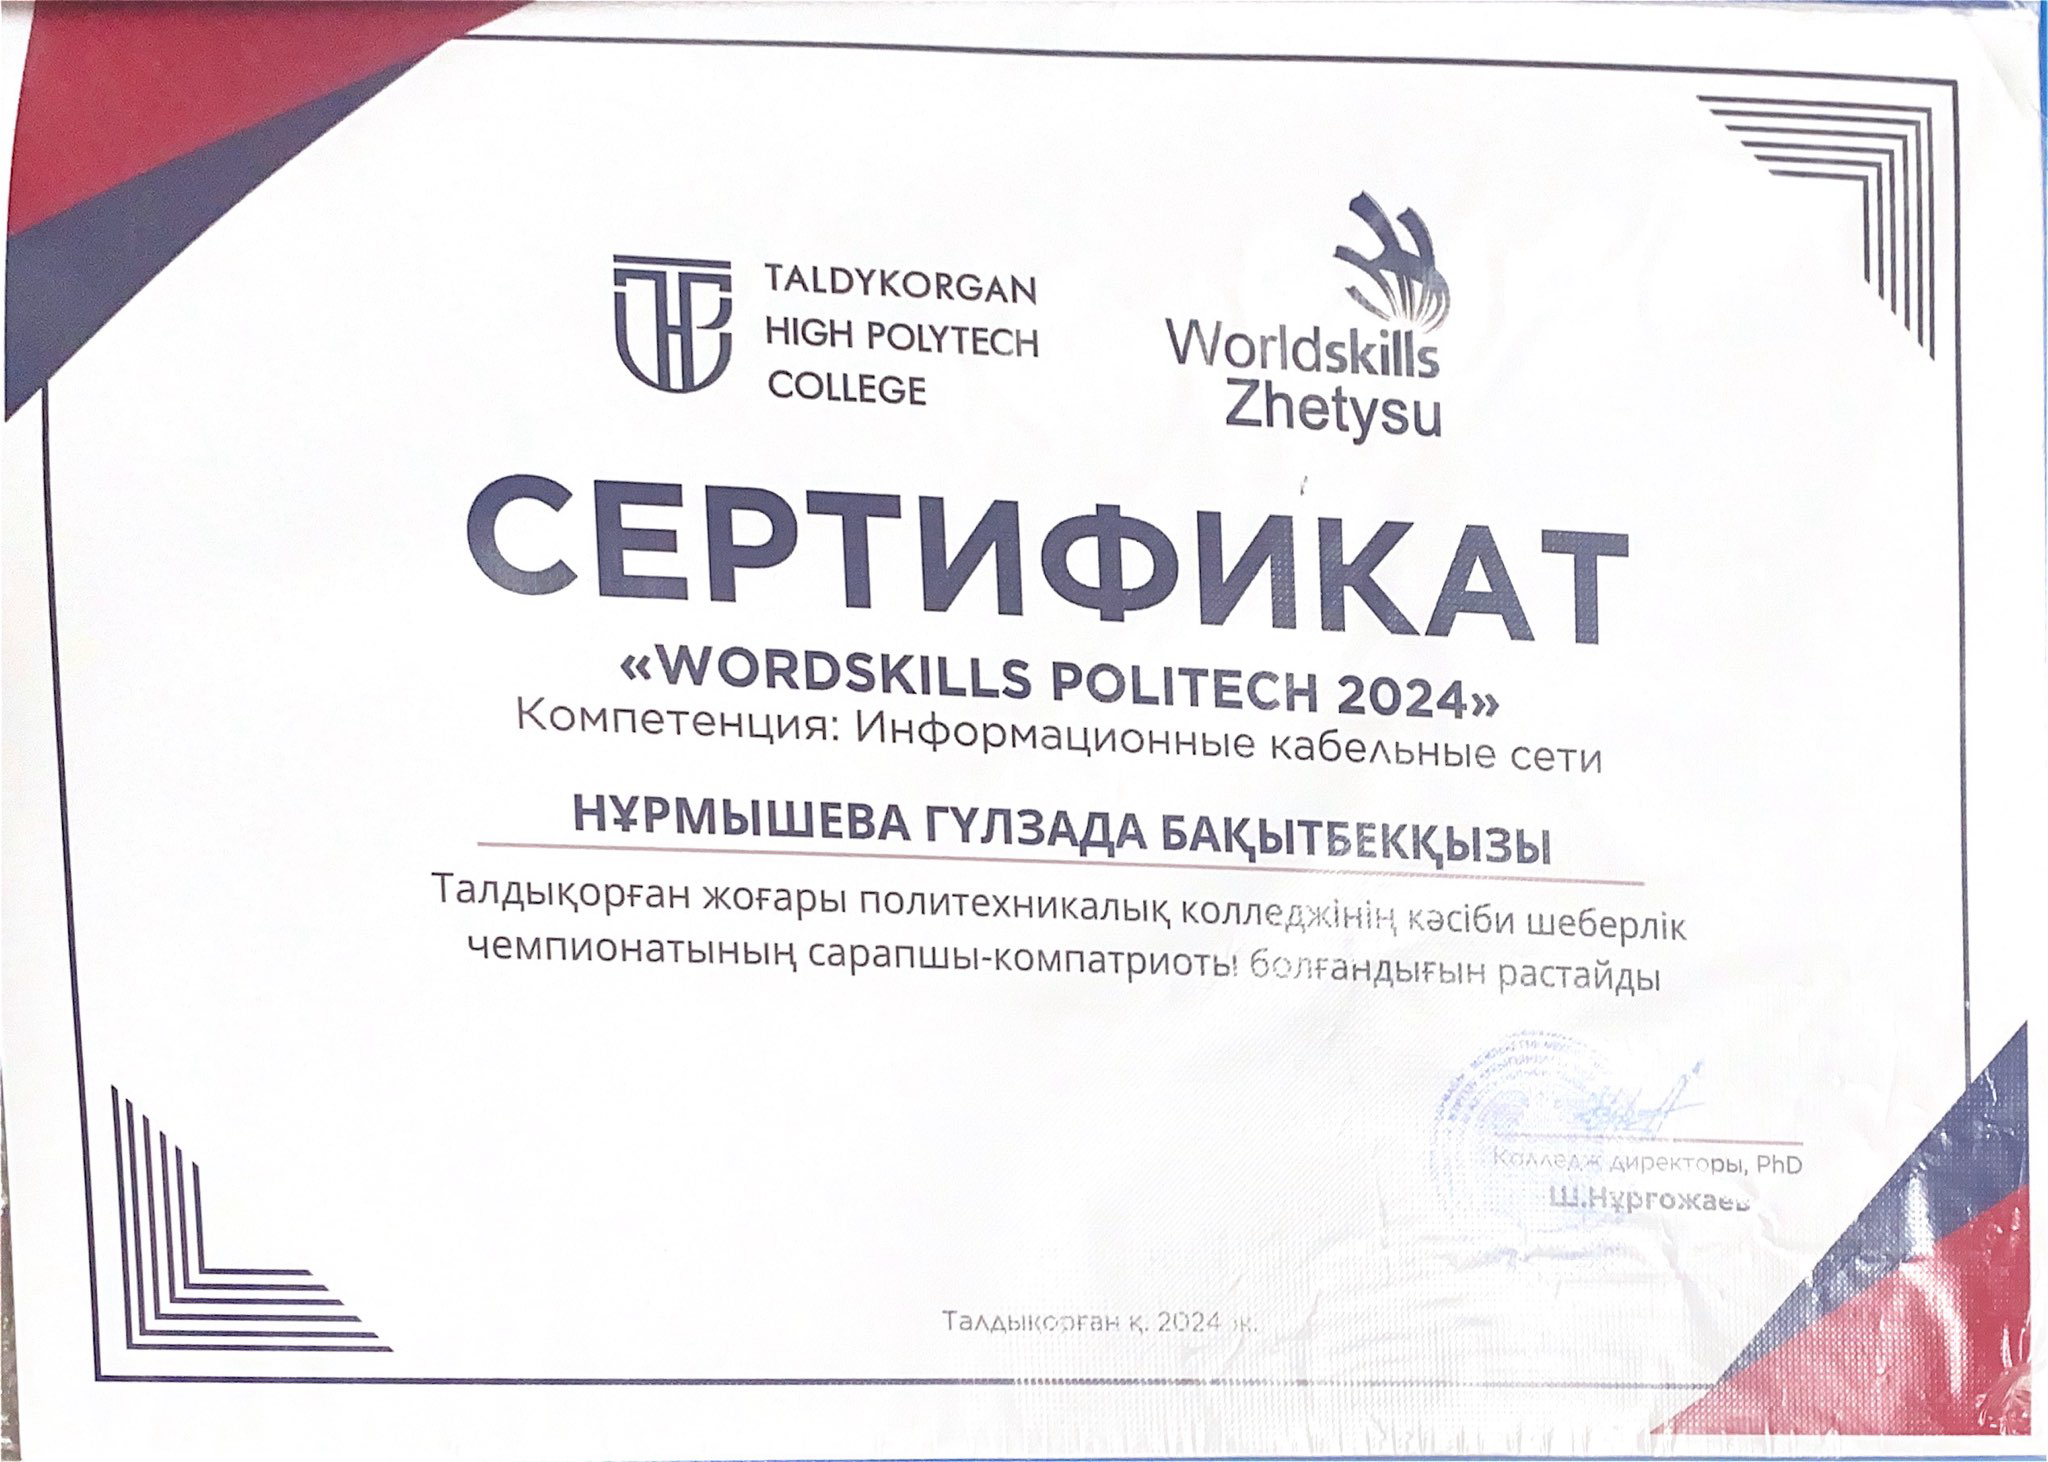 TALDYKORGAN
HIGH POLYTECH
COLLEGE
Worldskills
Zhetysu
СЕРТИФИКАТ
«WORDSKILLS POLITECH 2024»
Компетенция: Информационные кабельные сети
НҰРМЫШЕВА ГҮЛЗАДА БАҚЫТБЕКҚЫЗЫ
Талдықорған жоғары политехникалық колледжінің кәсіби шеберлік
чемпионатының сарапшы-компатриоты болғандығын растайды
Колледж директоры, PhD
Ш.Нұргожаев
Талдықорған қ. 2024 ж.